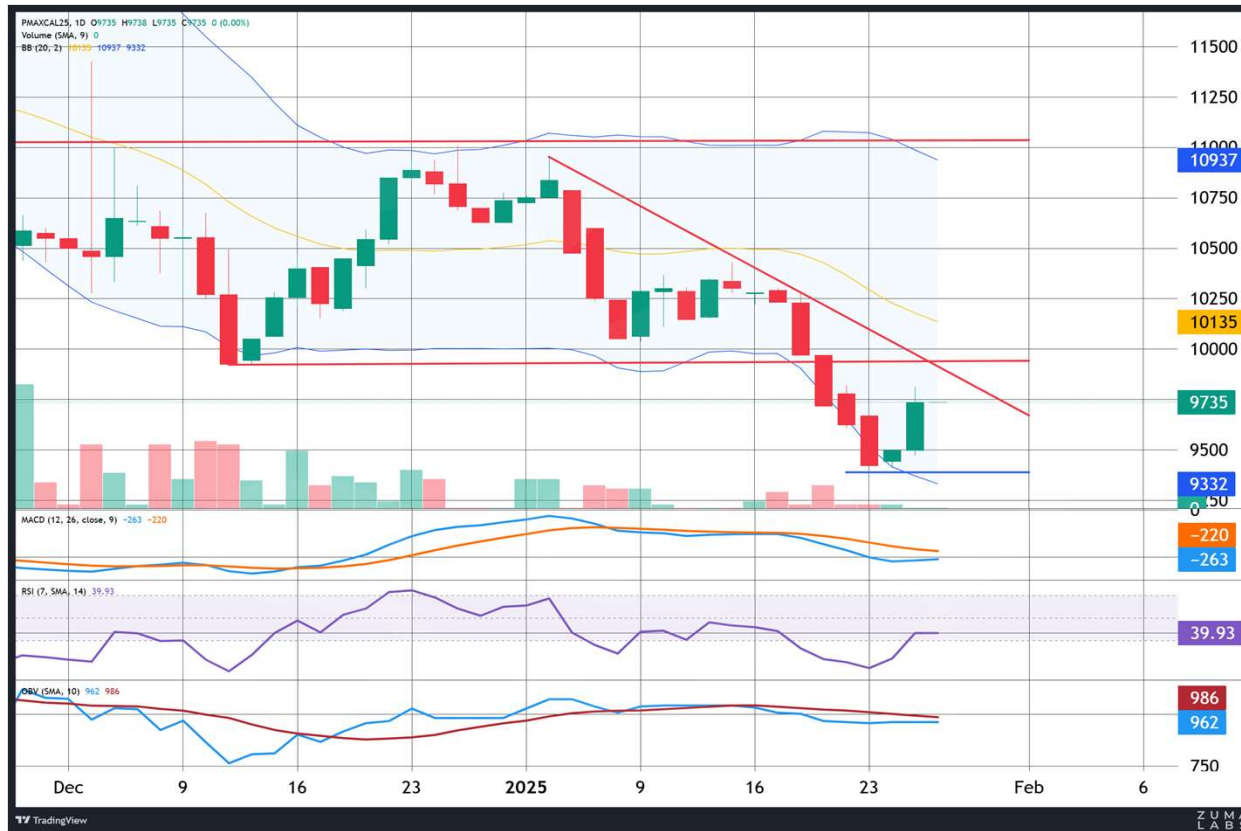 PMAXCAL25, 1D O9735 H9738 L9735 C9735 0 (0.00%)
Volume (SMA, 9) 0
BB (20, 2) 10135 10937 9332
11500
11250
11000
10937
10750
10500
10250
10135
10000
9735
9500
9332
0
50
0
MACD (12, 26, close, 9) −263 −220
−220
−263
RSI (7, SMA, 14) 39.93
39.93
OBV (SMA, 10) 962 986
986
962
750
Dec 9 16 23 2025 9 16 23 Feb 6
TradingView
ZUMA
LABS